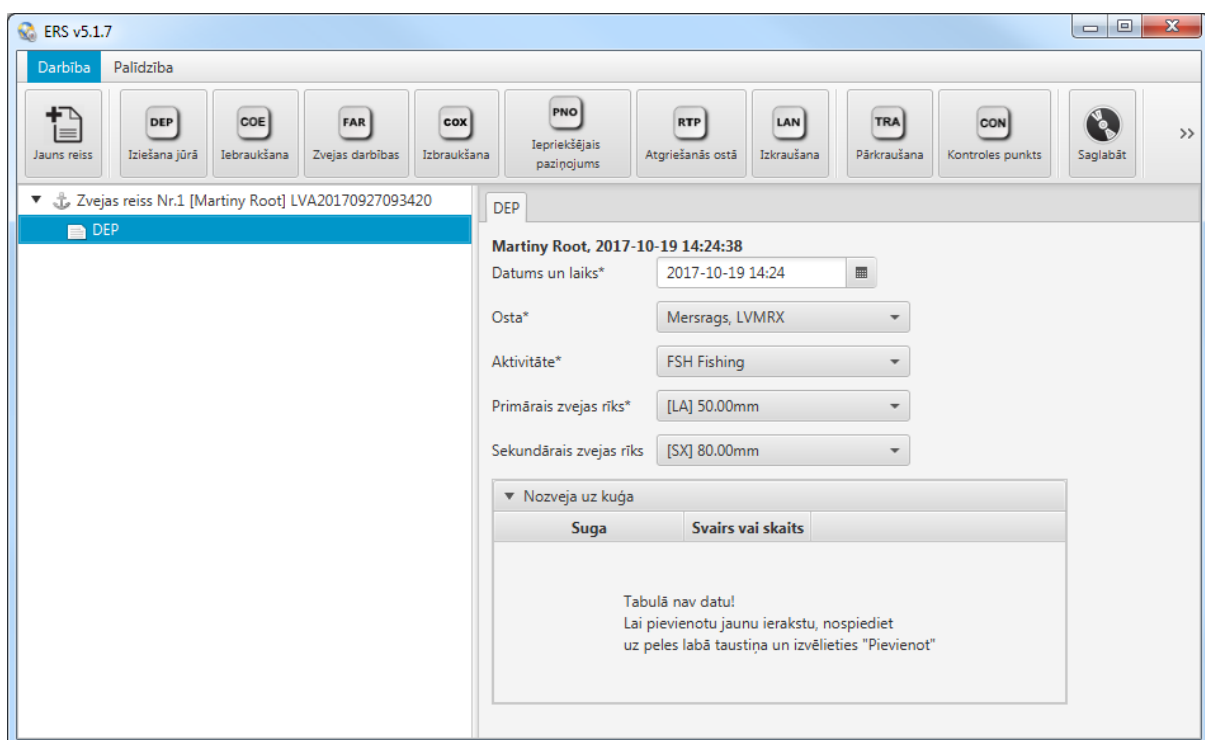 ERS v5.1.7
Darbība Palīdzība
DEP COE FAR COX PNO RTP LAN TRA CON
Jauns reiss Iziešana jūrā Iebraukšana Zvejas darbības Izbraukšana Iepriekšējais Atgriešanās ostā Izkraušana Pārkraušana Kontroles punkts Saglabāt >>
paziņojums
Zvejas reiss Nr.1 [Martiny Root] LVA20170927093420
DEP
DEP
Martiny Root, 2017-10-19 14:24:38
Datums un laiks* 2017-10-19 14:24
Osta* Mersrags, LVMRX
Aktivitāte* FSH Fishing
Primārais zvejas rīks* [LA] 50.00mm
Sekundārais zvejas rīks [SX] 80.00mm
Nozveja uz kuģa
Suga Svairs vai skaits
Tabulā nav datu!
Lai pievienotu jaunu ierakstu, nospiediet
uz peles labā taustiņa un izvēlieties "Pievienot"